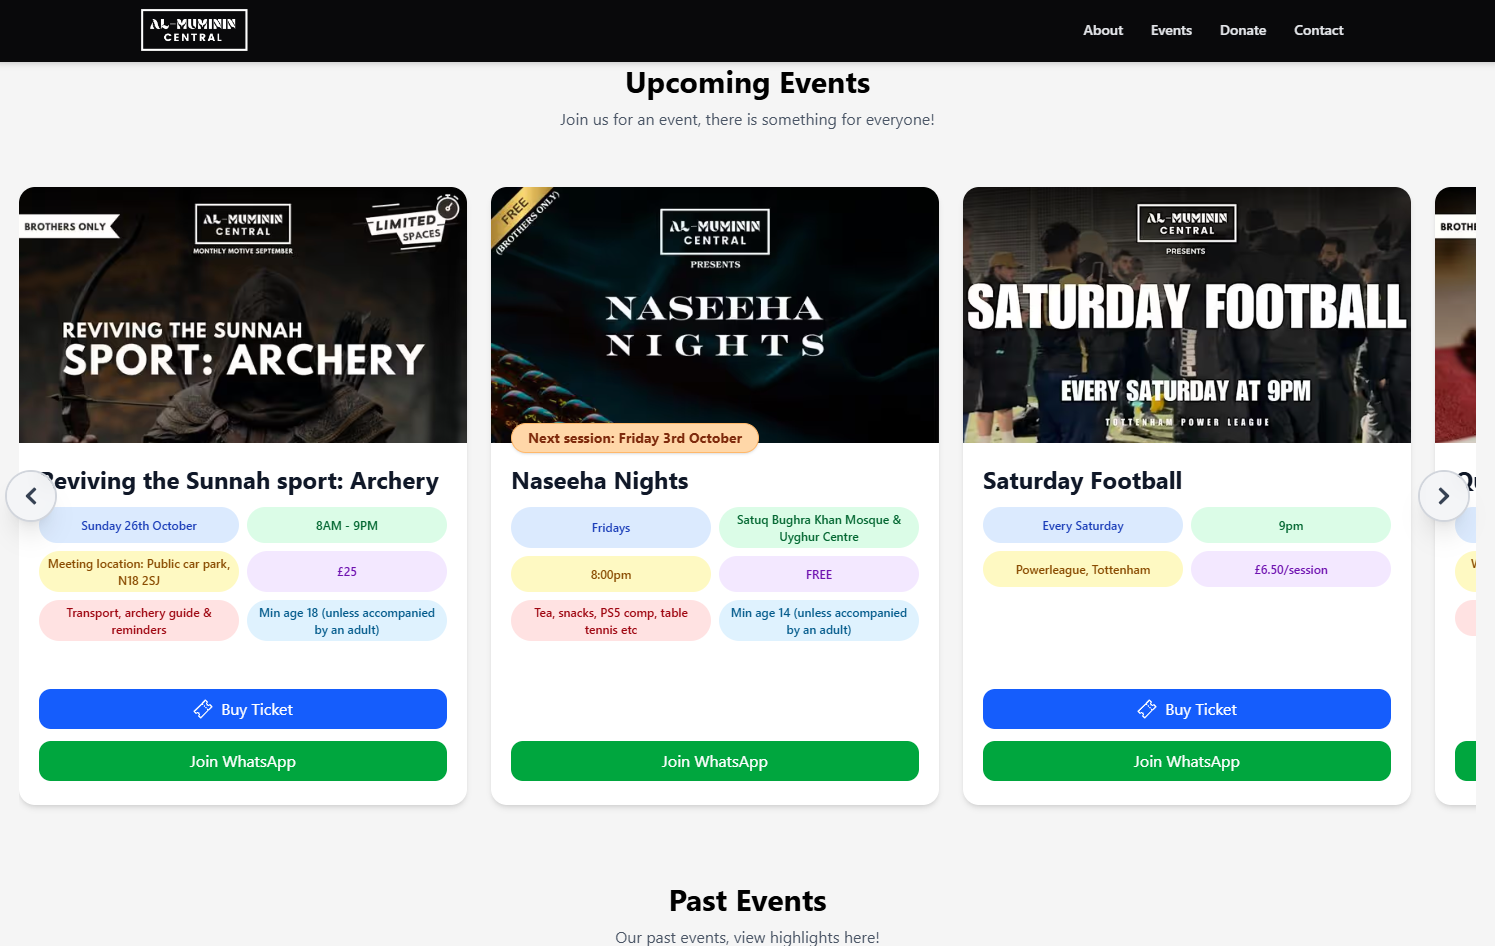 AL-MUMININ
CENTRAL
About
Events
Donate
Contact
Upcoming Events
Join us for an event, there is something for everyone!
BROTHERS ONLY
AL-MUMININ
CENTRAL
MONTHLY MOTIVE SEPTEMBER
LIMITED
SPACES
REVIVING THE SUNNAH
SPORT: ARCHERY
Reviving the Sunnah sport: Archery
Sunday 26th October
8AM - 9PM
Meeting location: Public car park,
N18 2SJ
£25
Transport, archery guide &
reminders
Min age 18 (unless accompanied
by an adult)
Buy Ticket
Join WhatsApp
FREE
(BROTHERS ONLY)
AL-MUMININ
CENTRAL
PRESENTS
NASEEHA
NIGHTS
Next session: Friday 3rd October
Naseeha Nights
Fridays
Satuq Bughra Khan Mosque &
Uyghur Centre
8:00pm
FREE
Tea, snacks, PS5 comp, table
tennis etc
Min age 14 (unless accompanied
by an adult)
Join WhatsApp
AL-MUMININ
CENTRAL
PRESENTS
SATURDAY FOOTBALL
EVERY SATURDAY AT 9PM
TOTTENHAM POWER LEAGUE
Saturday Football
Every Saturday
9pm
Powerleague, Tottenham
£6.50/session
Buy Ticket
Join WhatsApp
Past Events
Our past events, view highlights here!